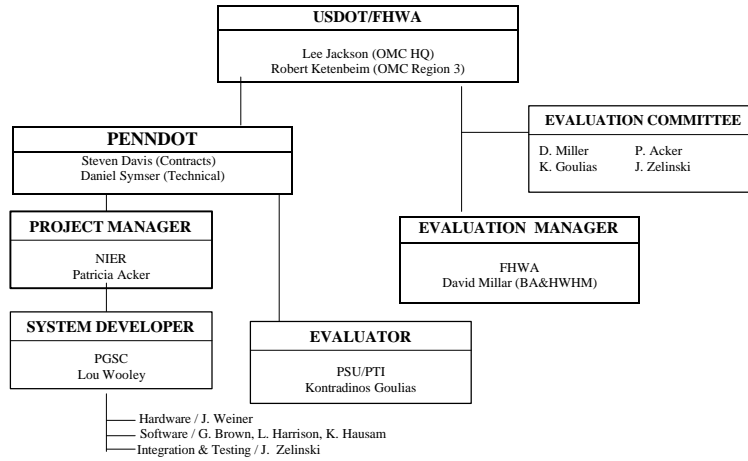 USDOT/FHWA
Lee Jackson (OMC HQ)
Robert Ketenbeim (OMC Region 3)
EVALUATION COMMITTEE
D. Miller P. Acker
K. Goulias J. Zelinski
PENNDOT
Steven Davis (Contracts)
Daniel Symser (Technical)
PROJECT MANAGER
NIER
Patricia Acker
EVALUATION MANAGER
FHWA
David Millar (BA&HWHM)
SYSTEM DEVELOPER
PGSC
Lou Wooley
EVALUATOR
PSU/PTI
Kontradinos Goulias
Hardware / J. Weiner
Software / G. Brown, L. Harrison, K. Hausam
Integration & Testing / J. Zelinski